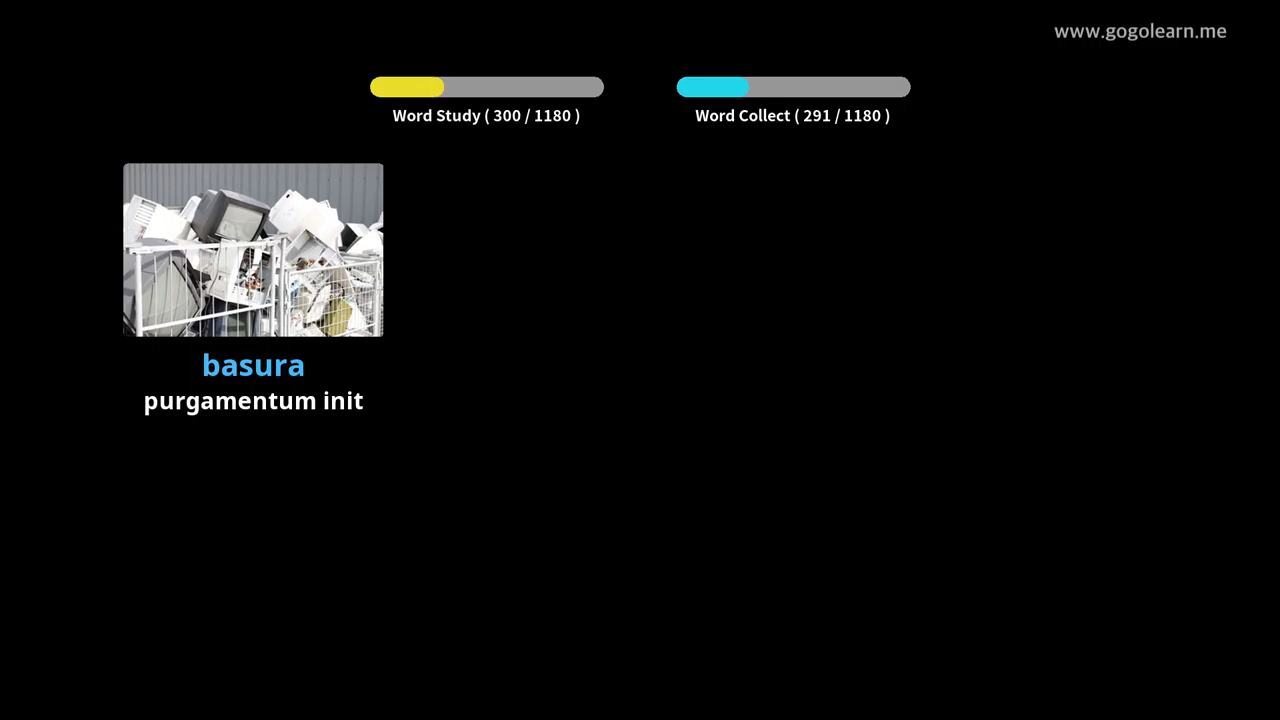 www.gogolearn.me
Word Study ( 300 / 1180 )
Word Collect ( 291 / 1180 )
basura
purgamentum init